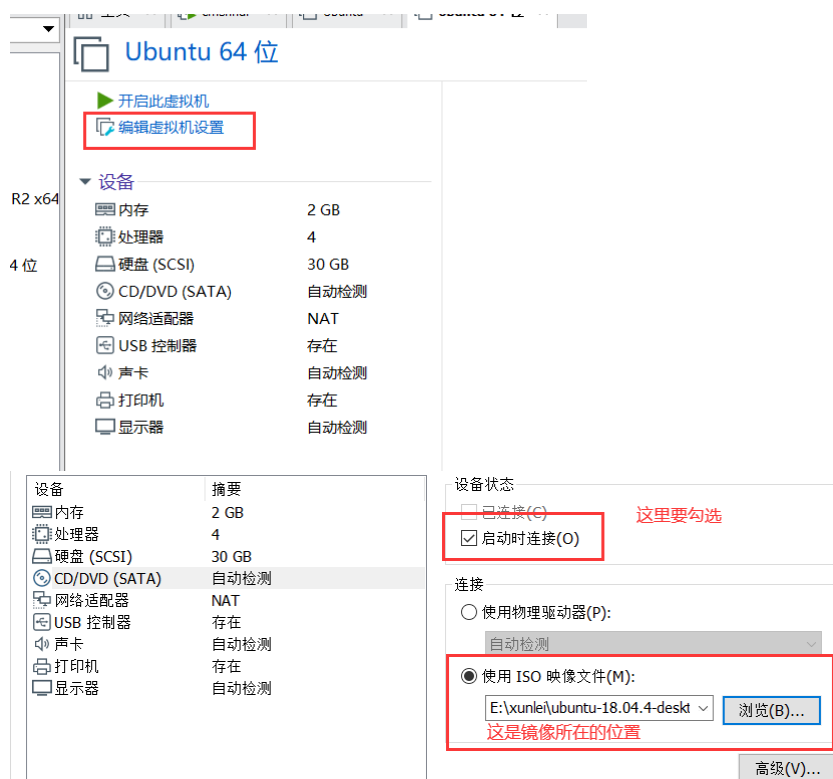 Ubuntu 64 位
开启此虚拟机
编辑虚拟机设置
设备
R2 x64
4 位
内存 2 GB
处理器 4
硬盘 (SCSI) 30 GB
CD/DVD (SATA) 自动检测
网络适配器 NAT
USB 控制器 存在
声卡 自动检测
打印机 存在
显示器 自动检测
设备 摘要
内存 2 GB
处理器 4
硬盘 (SCSI) 30 GB
CD/DVD (SATA) 自动检测
网络适配器 NAT
USB 控制器 存在
声卡 自动检测
打印机 存在
显示器 自动检测
设备状态
已连接(C)
启动时连接(O)
这里要勾选
连接
使用物理驱动器(P):
自动检测
使用 ISO 映像文件(M):
E:\xunlei\ubuntu-18.04.4-deskt
浏览(B)...
这是镜像所在的位置
高级(V)...